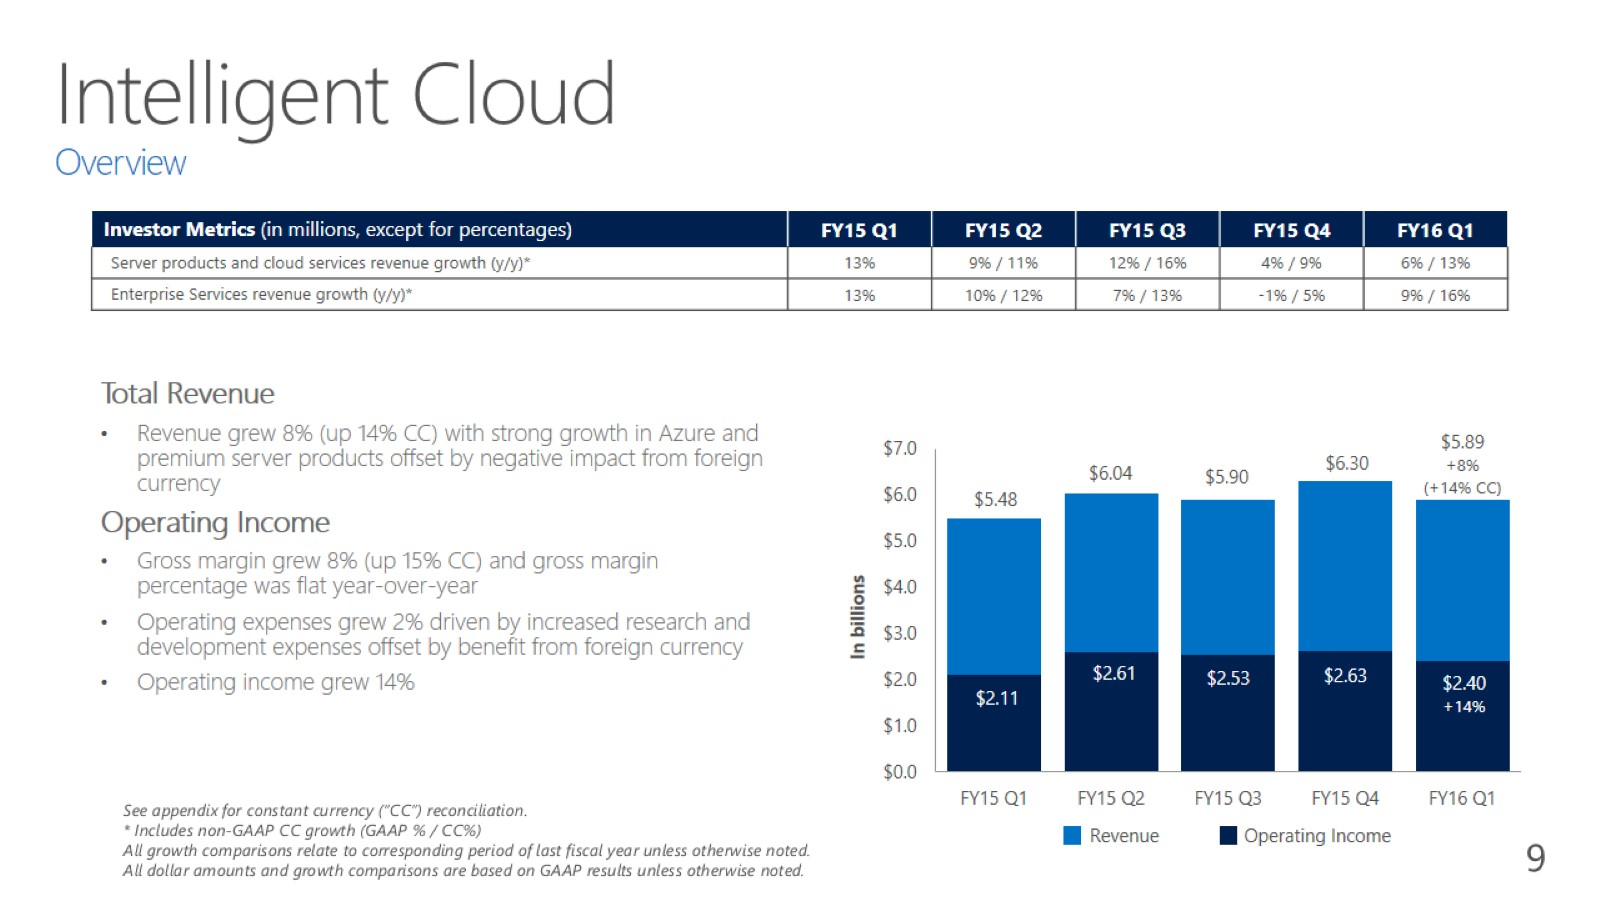 Intelligent Cloud
Overview
Investor Metrics (in millions, except for percentages) FY15 Q1 FY15 Q2 FY15 Q3 FY15 Q4 FY16 Q1
Server products and cloud services revenue growth (y/y)* 13% 9% / 11% 12% / 16% 4% / 9% 6% / 13%
Enterprise Services revenue growth (y/y)* 13% 10% / 12% 7% / 13% -1% / 5% 9% / 16%
Total Revenue
• Revenue grew 8% (up 14% CC) with strong growth in Azure and
premium server products offset by negative impact from foreign
currency
Operating Income
• Gross margin grew 8% (up 15% CC) and gross margin
percentage was flat year-over-year
• Operating expenses grew 2% driven by increased research and
development expenses offset by benefit from foreign currency
• Operating income grew 14%
In billions
$7.0
$6.0
$5.0
$4.0
$3.0
$2.0
$1.0
$0.0
$5.48
$6.04
$5.90
$6.30
$5.89
+8%
(+14% CC)
$2.11
$2.61
$2.53
$2.63
$2.40
+14%
FY15 Q1 FY15 Q2 FY15 Q3 FY15 Q4 FY16 Q1
Revenue Operating Income
See appendix for constant currency ("CC") reconciliation.
* Includes non-GAAP CC growth (GAAP % / CC%)
All growth comparisons relate to corresponding period of last fiscal year unless otherwise noted.
All dollar amounts and growth comparisons are based on GAAP results unless otherwise noted.
9